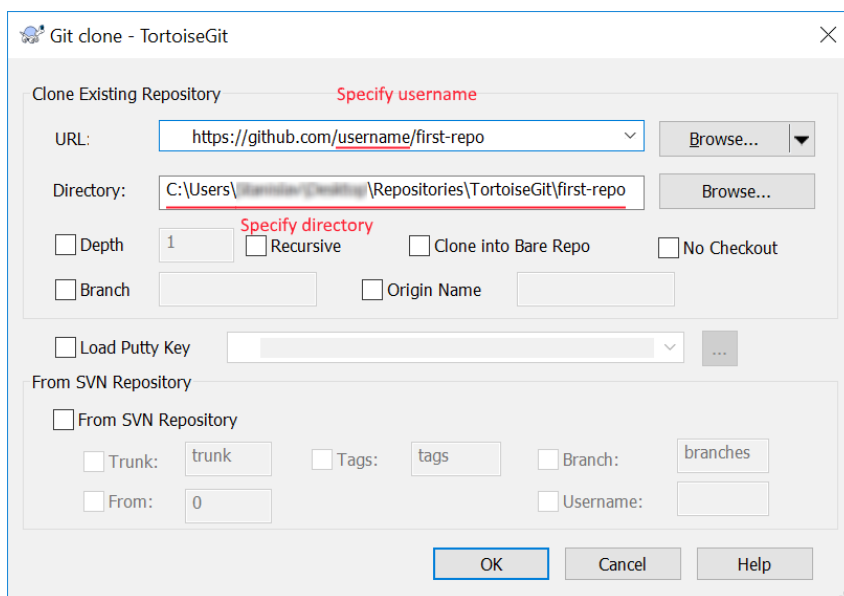 Git clone - TortoiseGit
Clone Existing Repository
Specify username
URL: https://github.com/username/first-repo Browse...
Directory: C:\Users\ \Repositories\TortoiseGit\first-repo Browse...
Specify directory
Depth 1 Recursive Clone into Bare Repo No Checkout
Branch Origin Name
Load Putty Key ...
From SVN Repository
From SVN Repository
Trunk: trunk Tags: tags Branch: branches
From: 0 Username:
OK Cancel Help